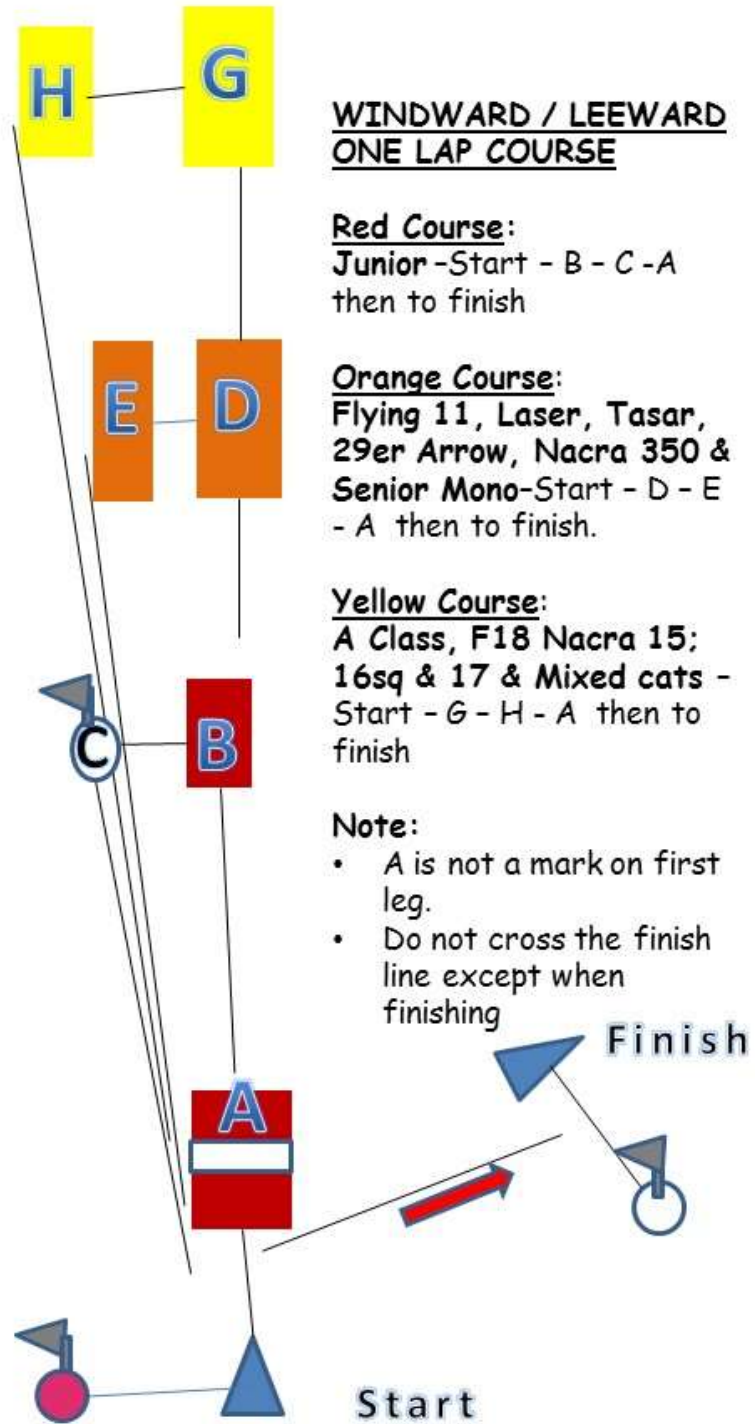 H
G
WINDWARD / LEEWARD
ONE LAP COURSE
Red Course:
Junior –Start – B – C -A
then to finish
E
D
Orange Course:
Flying 11, Laser, Tasar,
29er Arrow, Nacra 350 &
Senior Mono–Start – D – E
- A then to finish.
Yellow Course:
A Class, F18 Nacra 15;
16sq & 17 & Mixed cats –
Start – G – H - A then to
finish
C
B
Note:
• A is not a mark on first
leg.
• Do not cross the finish
line except when
finishing
Finish
A
Start